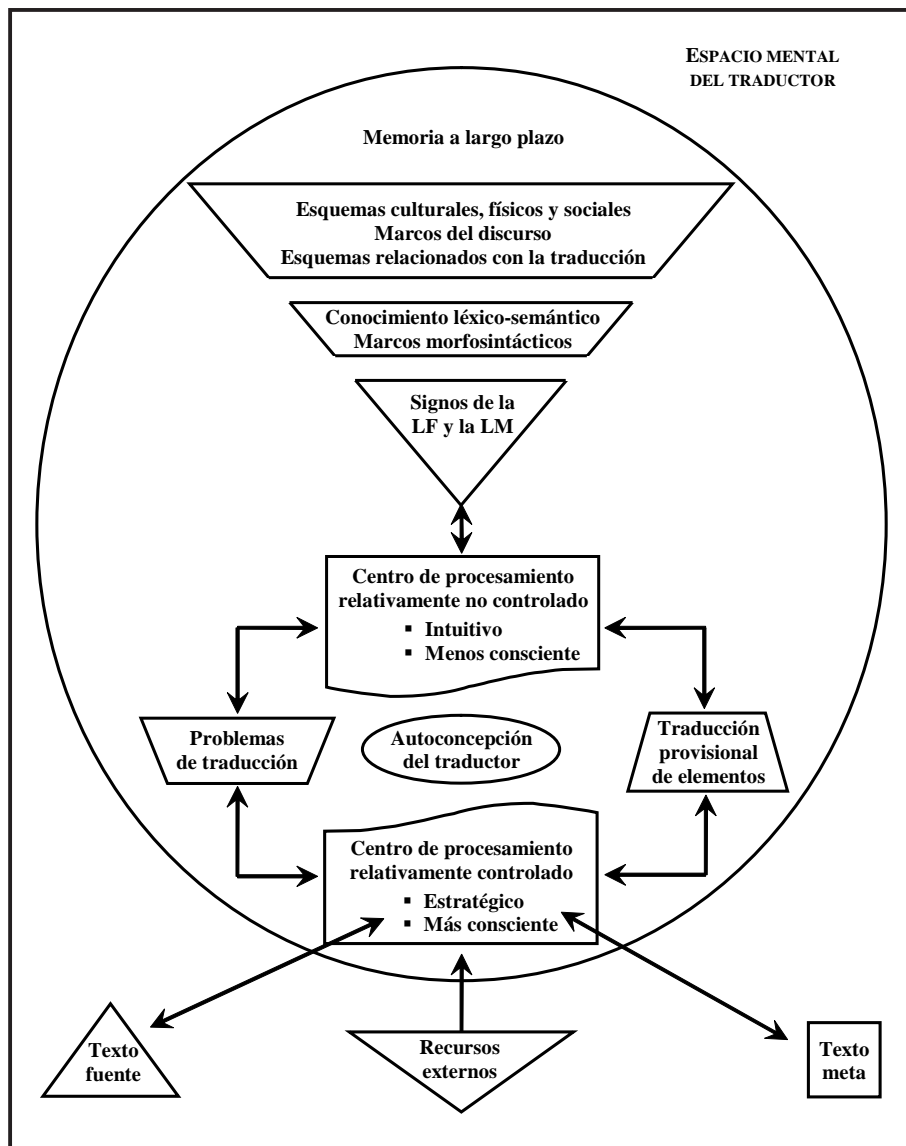 ESPACIO MENTAL
DEL TRADUCTOR
Memoria a largo plazo
Esquemas culturales, físicos y sociales
Marcos del discurso
Esquemas relacionados con la traducción
Conocimiento léxico-semántico
Marcos morfosintácticos
Signos de la
LF y la LM
Centro de procesamiento
relativamente no controlado
▪ Intuitivo
▪ Menos consciente
Problemas
de traducción
Autoconcepción
del traductor
Traducción
provisional
de elementos
Centro de procesamiento
relativamente controlado
▪ Estratégico
▪ Más consciente
Texto
fuente
Recursos
externos
Texto
meta